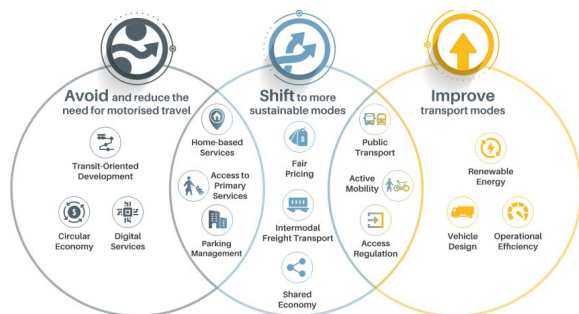 Avoid and reduce the
need for motorised travel
Shift to more
sustainable modes
Improve
transport modes
Transit-Oriented
Development
Circular
Economy
Digital
Services
Home-based
Services
Access to
Primary
Services
Parking
Management
Fair
Pricing
Intermodal
Freight Transport
Shared
Economy
Public
Transport
Active
Mobility
Access
Regulation
Renewable
Energy
Vehicle
Design
Operational
Efficiency